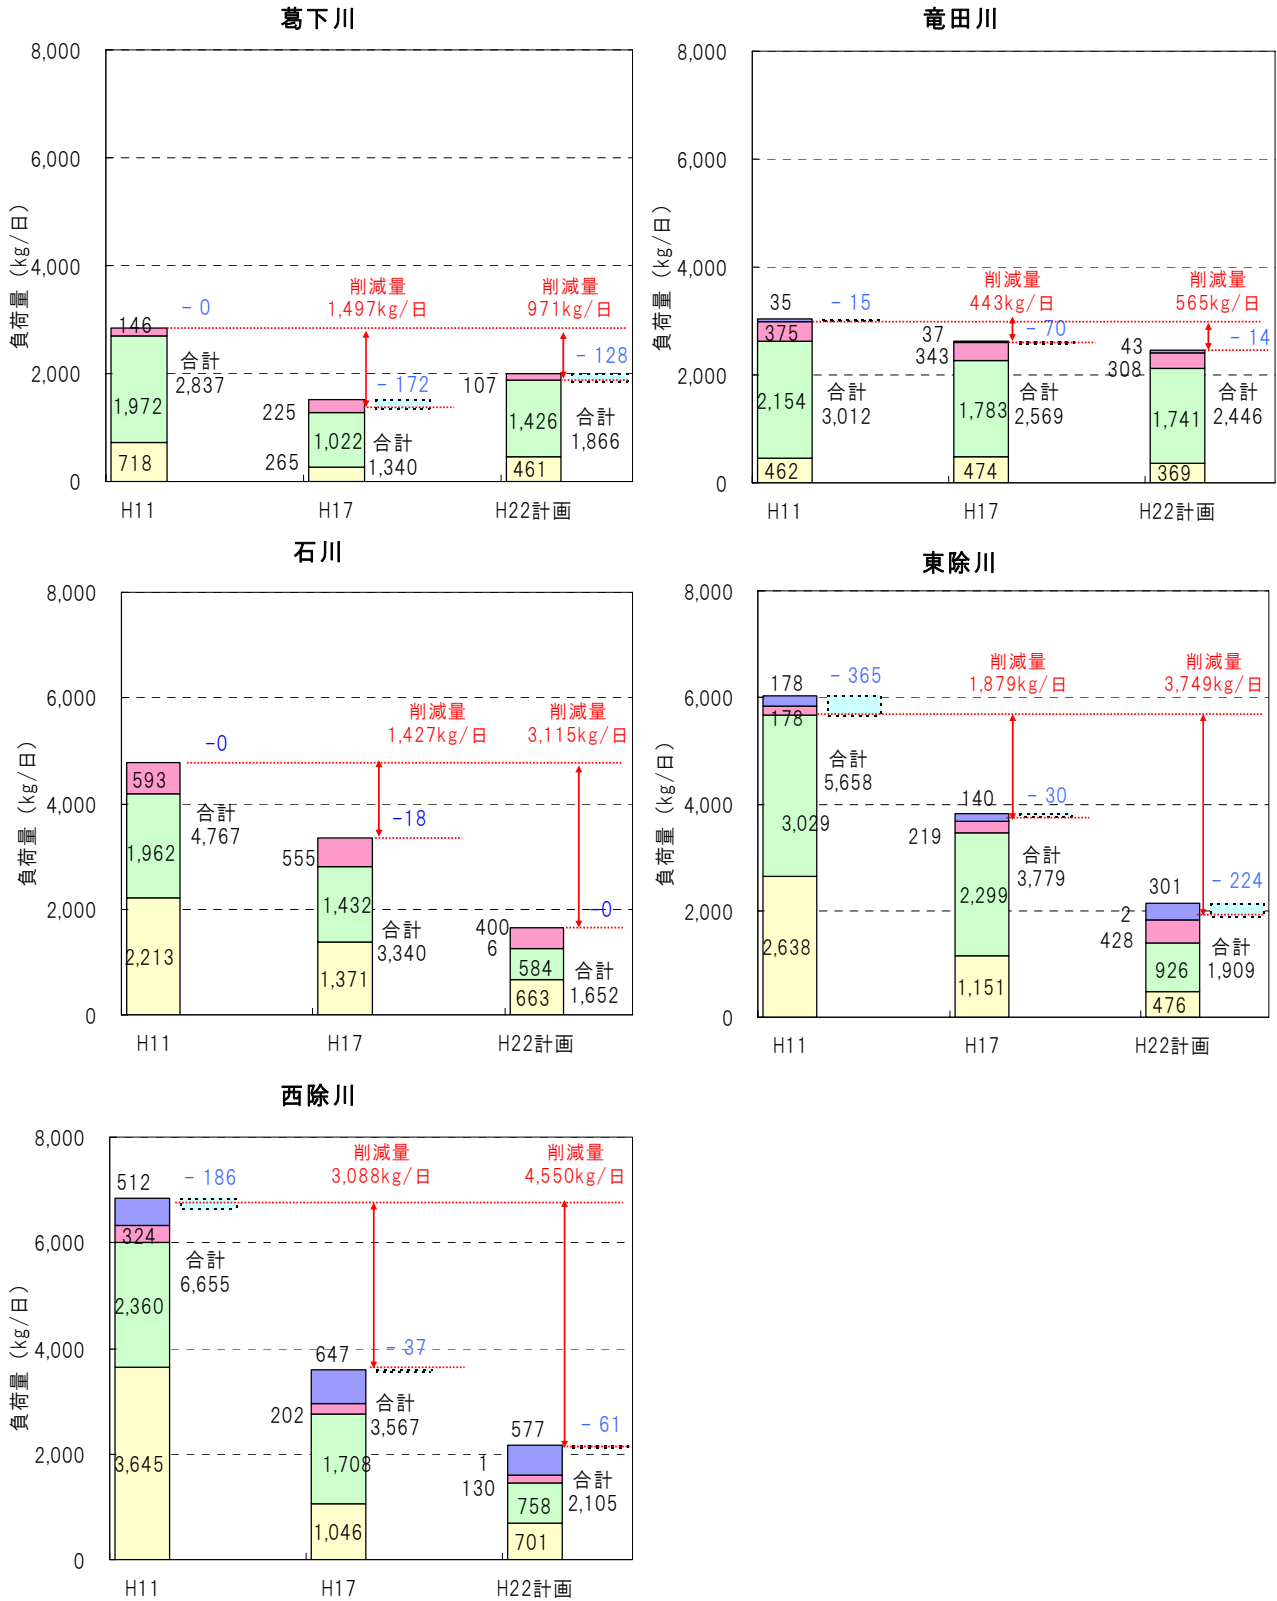 葛下川
8,000
6,000
4,000
2,000
0
負荷量 (kg/日)
－0
146
1,972
718
合計
2,837
削減量
1,497kg/日
－172
225
1,022
265
合計
1,340
削減量
971kg/日
－128
107
1,426
461
合計
1,866
H11
H17
H22計画
竜田川
8,000
6,000
4,000
2,000
0
負荷量 (kg/日)
35
－15
375
2,154
462
合計
3,012
削減量
443kg/日
－70
37
343
1,783
474
合計
2,569
削減量
565kg/日
－14
43
308
1,741
369
合計
2,446
H11
H17
H22計画
石川
8,000
6,000
4,000
2,000
0
負荷量 (kg/日)
-0
593
1,962
2,213
合計
4,767
削減量
1,427kg/日
-18
555
1,432
1,371
合計
3,340
削減量
3,115kg/日
-0
400
6
584
663
合計
1,652
H11
H17
H22計画
東除川
8,000
6,000
4,000
2,000
0
負荷量 (kg/日)
178
－365
178
3,029
2,638
合計
5,658
削減量
1,879kg/日
140
－30
219
2,299
1,151
合計
3,779
削減量
3,749kg/日
301
－224
2
428
926
476
合計
1,909
H11
H17
H22計画
西除川
8,000
6,000
4,000
2,000
0
負荷量 (kg/日)
512
－186
324
2,360
3,645
合計
6,655
削減量
3,088kg/日
647
－37
202
1,708
1,046
合計
3,567
削減量
4,550kg/日
577
－61
1
130
758
701
合計
2,105
H11
H17
H22計画